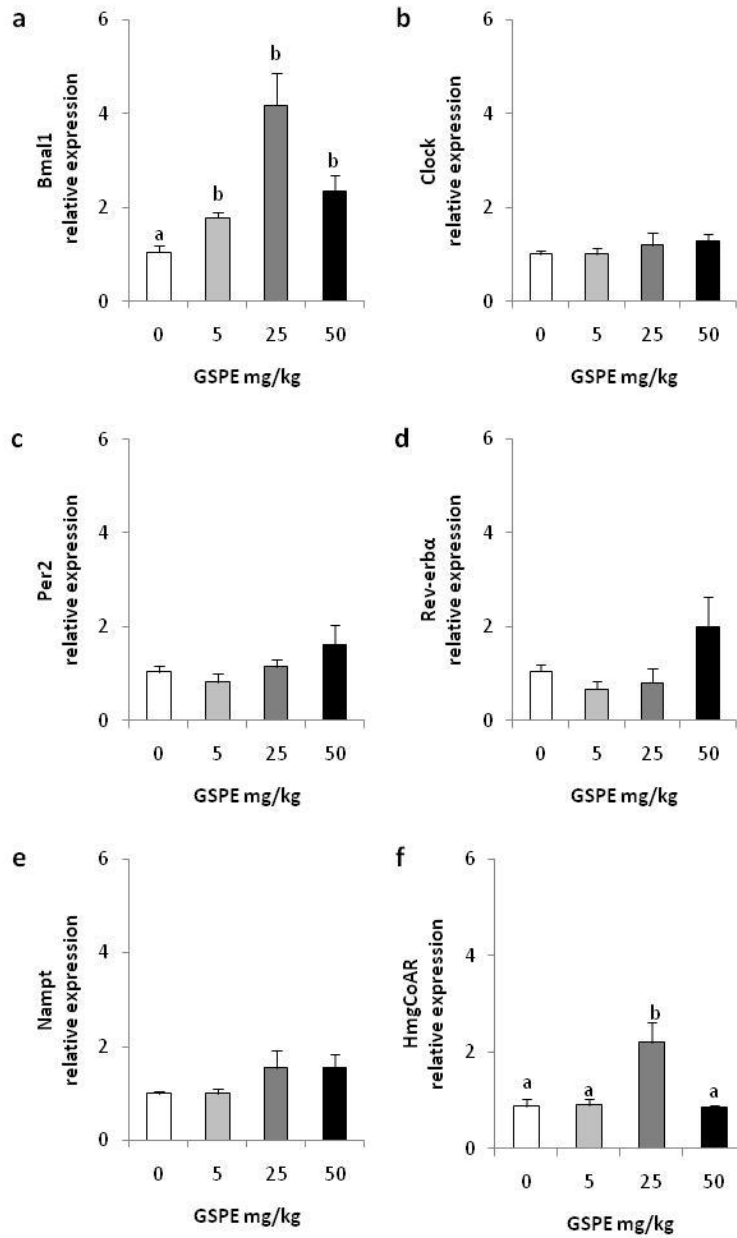 a
Bmal1
relative expression
6
4
2
0
a
b
b
b
0 5 25 50
GSPE mg/kg
b
Clock
relative expression
6
4
2
0
0 5 25 50
GSPE mg/kg
c
Per2
relative expression
6
4
2
0
0 5 25 50
GSPE mg/kg
d
Rev-erbα
relative expression
6
4
2
0
0 5 25 50
GSPE mg/kg
e
Nampt
relative expression
6
4
2
0
0 5 25 50
GSPE mg/kg
f
HmgCoAR
relative expression
6
4
2
0
a
a
b
a
0 5 25 50
GSPE mg/kg